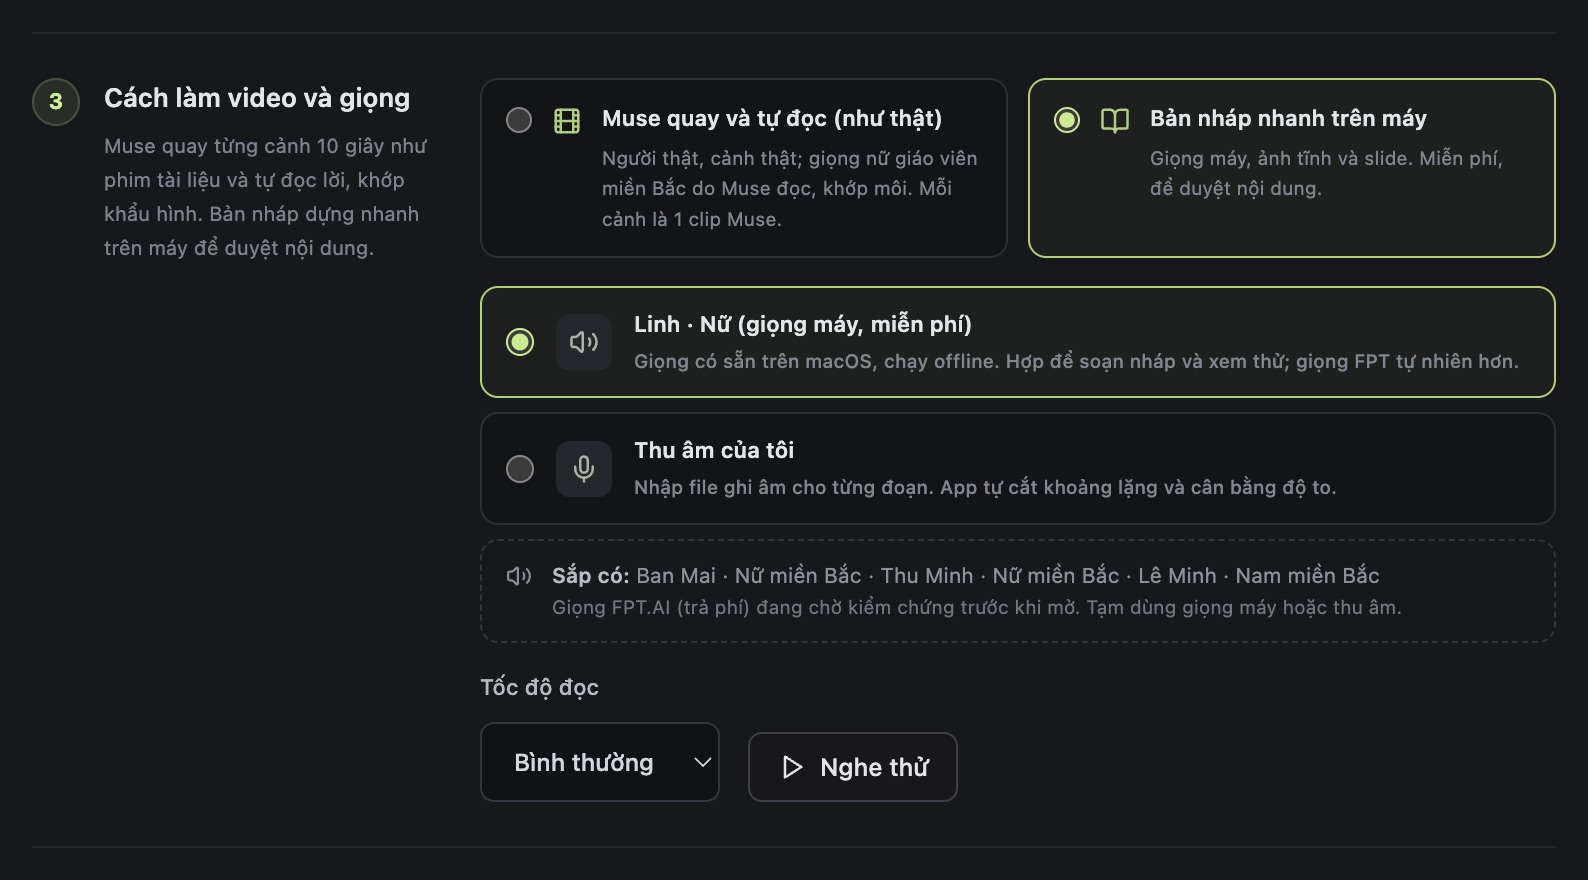 3
Cách làm video và giọng
Muse quay từng cảnh 10 giây như
phim tài liệu và tự đọc lời, khớp
khẩu hình. Bản nháp dựng nhanh
trên máy để duyệt nội dung.
Muse quay và tự đọc (như thật)
Người thật, cảnh thật; giọng nữ giáo viên
miền Bắc do Muse đọc, khớp môi. Mỗi
cảnh là 1 clip Muse.
Bản nháp nhanh trên máy
Giọng máy, ảnh tĩnh và slide. Miễn phí,
để duyệt nội dung.
Linh · Nữ (giọng máy, miễn phí)
Giọng có sẵn trên macOS, chạy offline. Hợp để soạn nháp và xem thử; giọng FPT tự nhiên hơn.
Thu âm của tôi
Nhập file ghi âm cho từng đoạn. App tự cắt khoảng lặng và cân bằng độ to.
Sắp có: Ban Mai · Nữ miền Bắc · Thu Minh · Nữ miền Bắc · Lê Minh · Nam miền Bắc
Giọng FPT.AI (trả phí) đang chờ kiểm chứng trước khi mở. Tạm dùng giọng máy hoặc thu âm.
Tốc độ đọc
Bình thường
Nghe thử